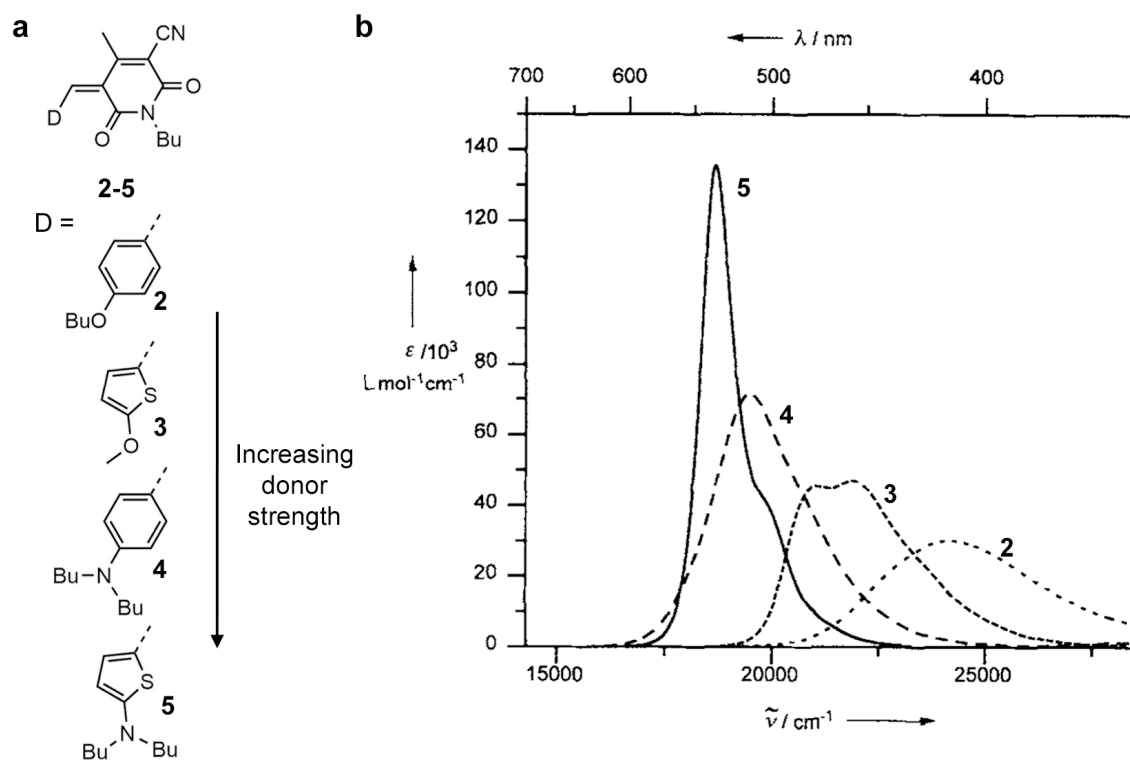 a
CN
D
O
N
O
Bu
2-5
D =
2
BuO
S
3
O
Increasing
donor
strength
4
Bu
N
Bu
S
5
N
Bu
Bu
b
λ / nm
700 600 500 400
140
120
100
80
60
40
20
0
ε /10³
L mol⁻¹cm⁻¹
5
4
3
2
15000 20000 25000
ν̃ / cm⁻¹